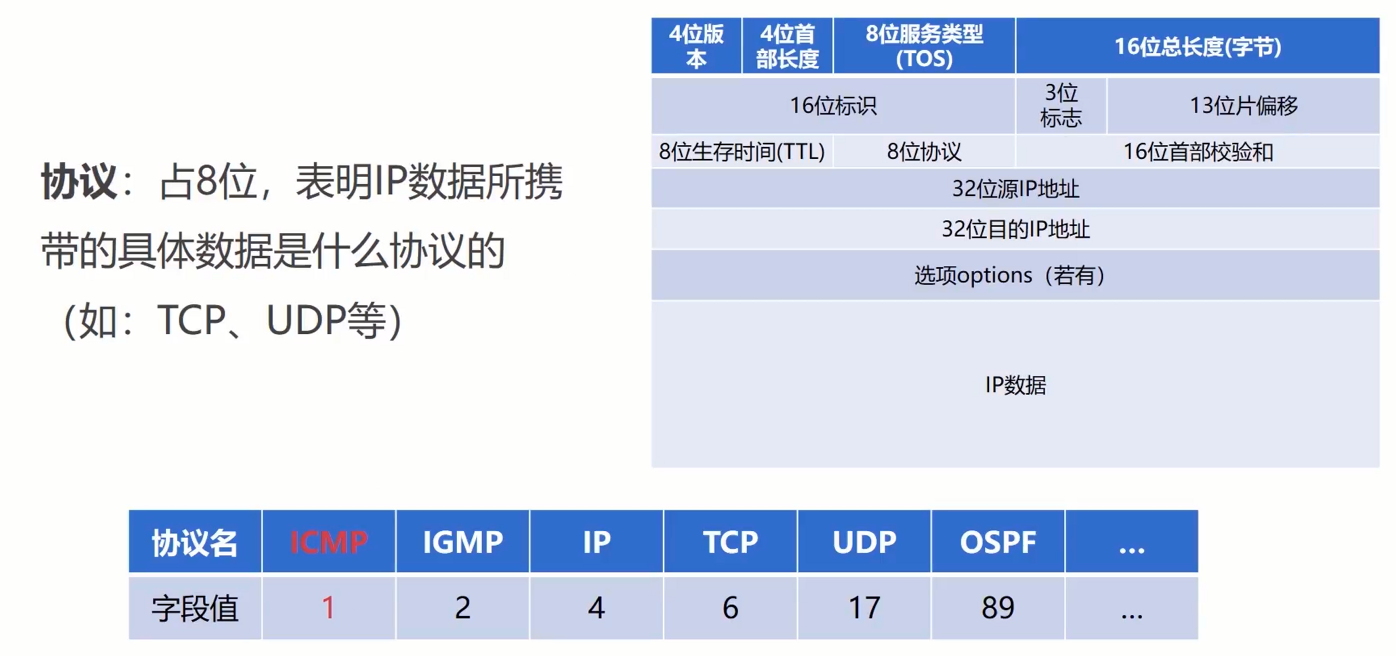 协议：占8位，表明IP数据所携
带的具体数据是什么协议的
（如：TCP、UDP等）
4位版
本
4位首
部长度
8位服务类型
(TOS)
16位总长度(字节)
16位标识
3位
标志
13位片偏移
8位生存时间(TTL)
8位协议
16位首部校验和
32位源IP地址
32位目的IP地址
选项options（若有）
IP数据
协议名 ICMP IGMP IP TCP UDP OSPF ...
字段值 1 2 4 6 17 89 ...